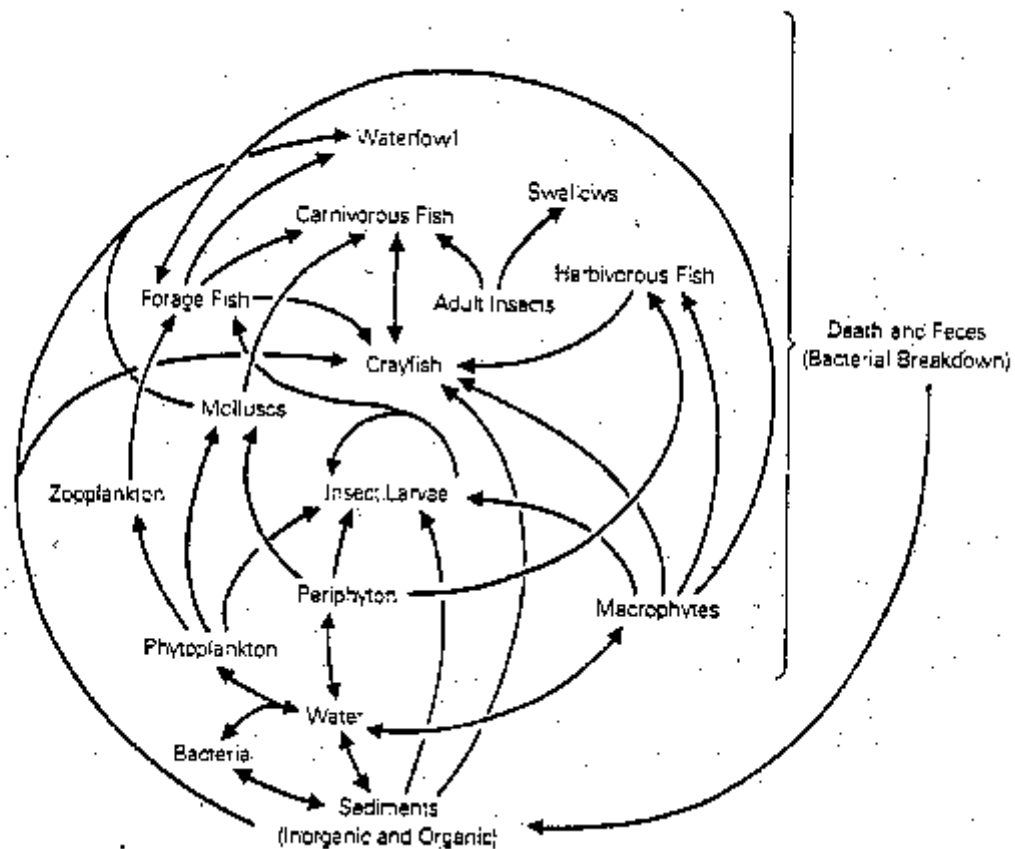 Waterfowl
Swallows
Carnivorous Fish
Herbivorous Fish
Forage Fish
Adult Insects
Death and Feces
(Bacterial Breakdown)
Crayfish
Molluscs
Zooplankton
Insect Larvae
Periphyton
Macrophytes
Phytoplankton
Water
Bacteria
Sediments
(Inorganic and Organic)